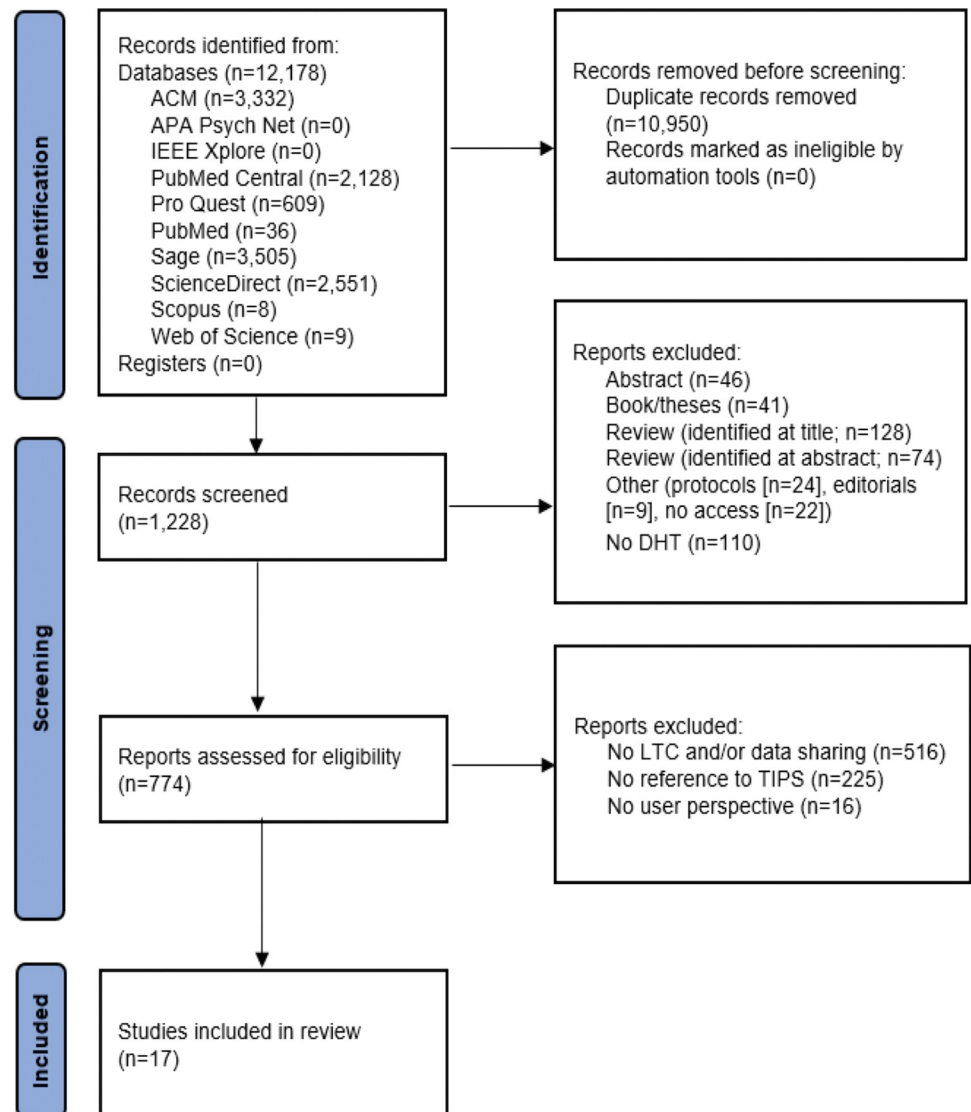 Identification
Records identified from:
Databases (n=12,178)
ACM (n=3,332)
APA Psych Net (n=0)
IEEE Xplore (n=0)
PubMed Central (n=2,128)
Pro Quest (n=609)
PubMed (n=36)
Sage (n=3,505)
ScienceDirect (n=2,551)
Scopus (n=8)
Web of Science (n=9)
Registers (n=0)
Records removed before screening:
Duplicate records removed
(n=10,950)
Records marked as ineligible by
automation tools (n=0)
Screening
Records screened
(n=1,228)
Reports excluded:
Abstract (n=46)
Book/theses (n=41)
Review (identified at title; n=128)
Review (identified at abstract; n=74)
Other (protocols [n=24], editorials
[n=9], no access [n=22])
No DHT (n=110)
Reports assessed for eligibility
(n=774)
Reports excluded:
No LTC and/or data sharing (n=516)
No reference to TIPS (n=225)
No user perspective (n=16)
Included
Studies included in review
(n=17)